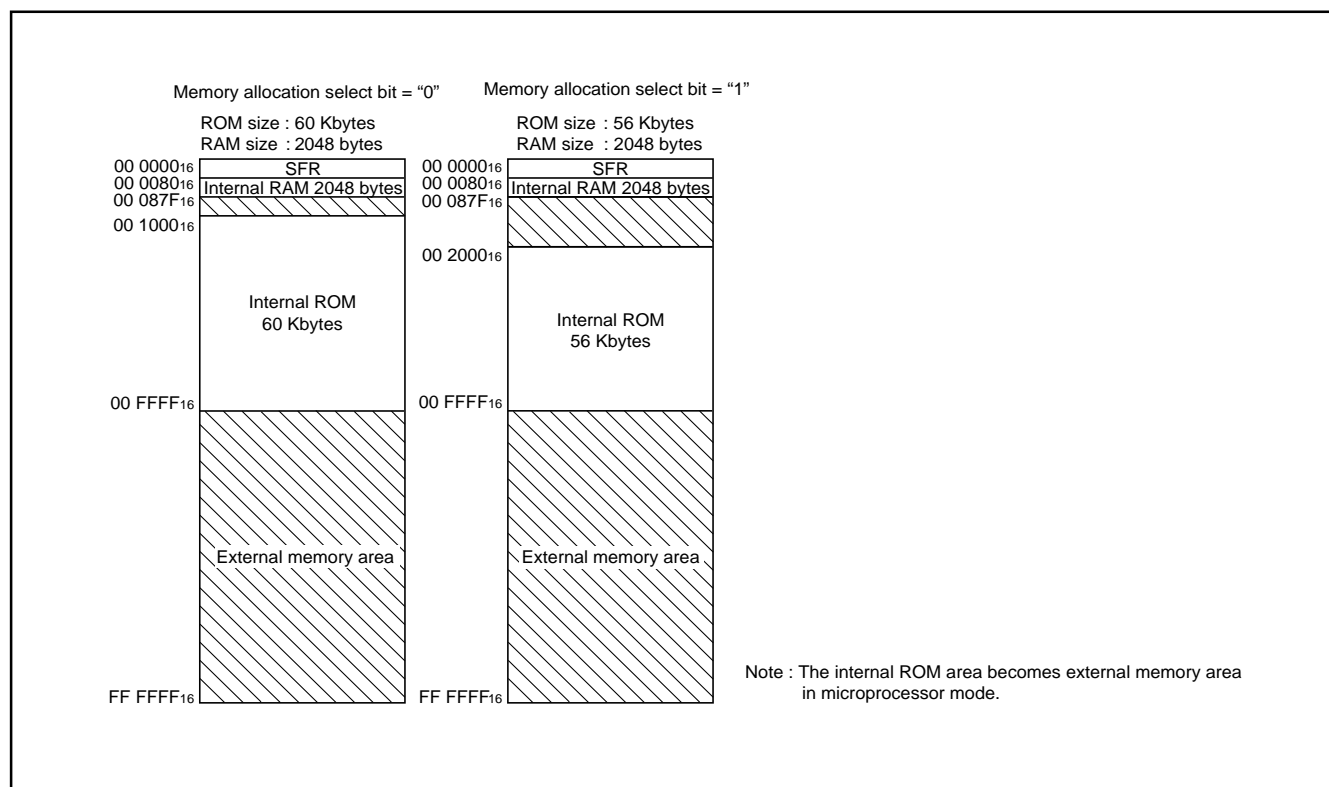 Memory allocation select bit = “0”
ROM size : 60 Kbytes
RAM size : 2048 bytes
00 000016
SFR
00 008016
Internal RAM 2048 bytes
00 087F16
00 100016
Internal ROM
60 Kbytes
00 FFFF16
External memory area
FF FFFF16
Memory allocation select bit = “1”
ROM size : 56 Kbytes
RAM size : 2048 bytes
00 000016
SFR
00 008016
Internal RAM 2048 bytes
00 087F16
00 200016
Internal ROM
56 Kbytes
00 FFFF16
External memory area
FF FFFF16
Note : The internal ROM area becomes external memory area
in microprocessor mode.